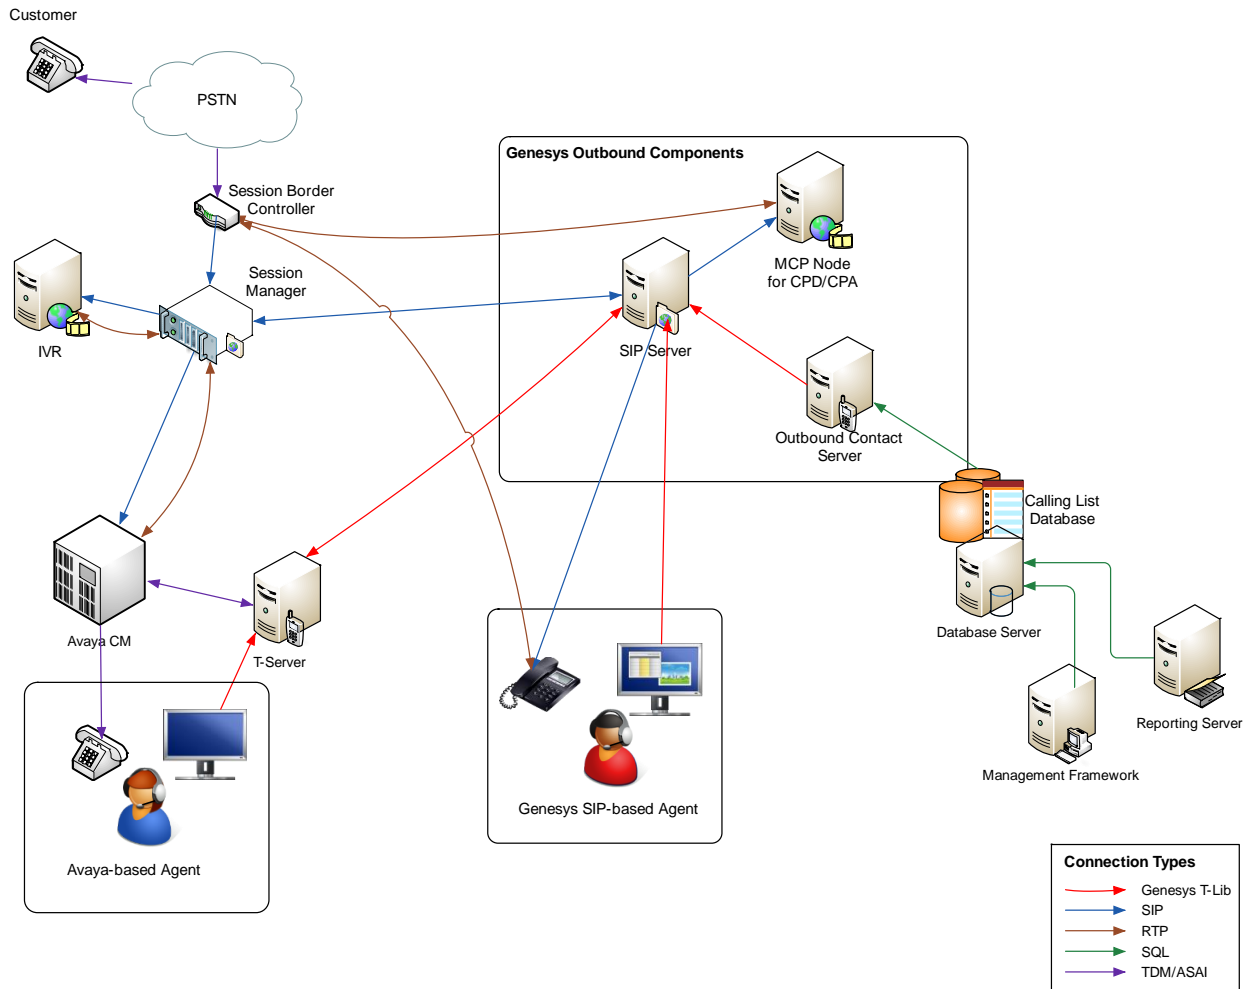 Customer
PSTN
Genesys Outbound Components
Session Border
Controller
MCP Node
for CPD/CPA
Session
Manager
IVR
SIP Server
Outbound Contact
Server
Calling List
Database
Avaya CM
T-Server
Database Server
Reporting Server
Management Framework
Genesys SIP-based Agent
Avaya-based Agent
Connection Types
Genesys T-Lib
SIP
RTP
SQL
TDM/ASAI